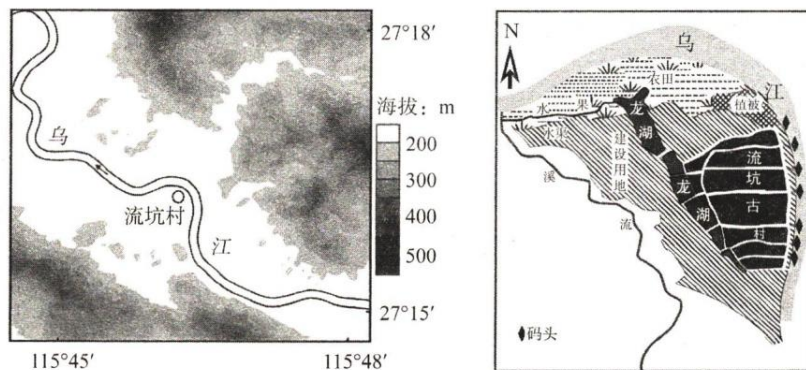 27°18′
海拔：m
200
300
400
500
乌
流坑村
江
27°15′
115°45′
115°48′
N
乌
江
农田
水
果
龙
湖
植被
水果
建设用地
流
坑
古
村
龙
湖
溪
流
码头